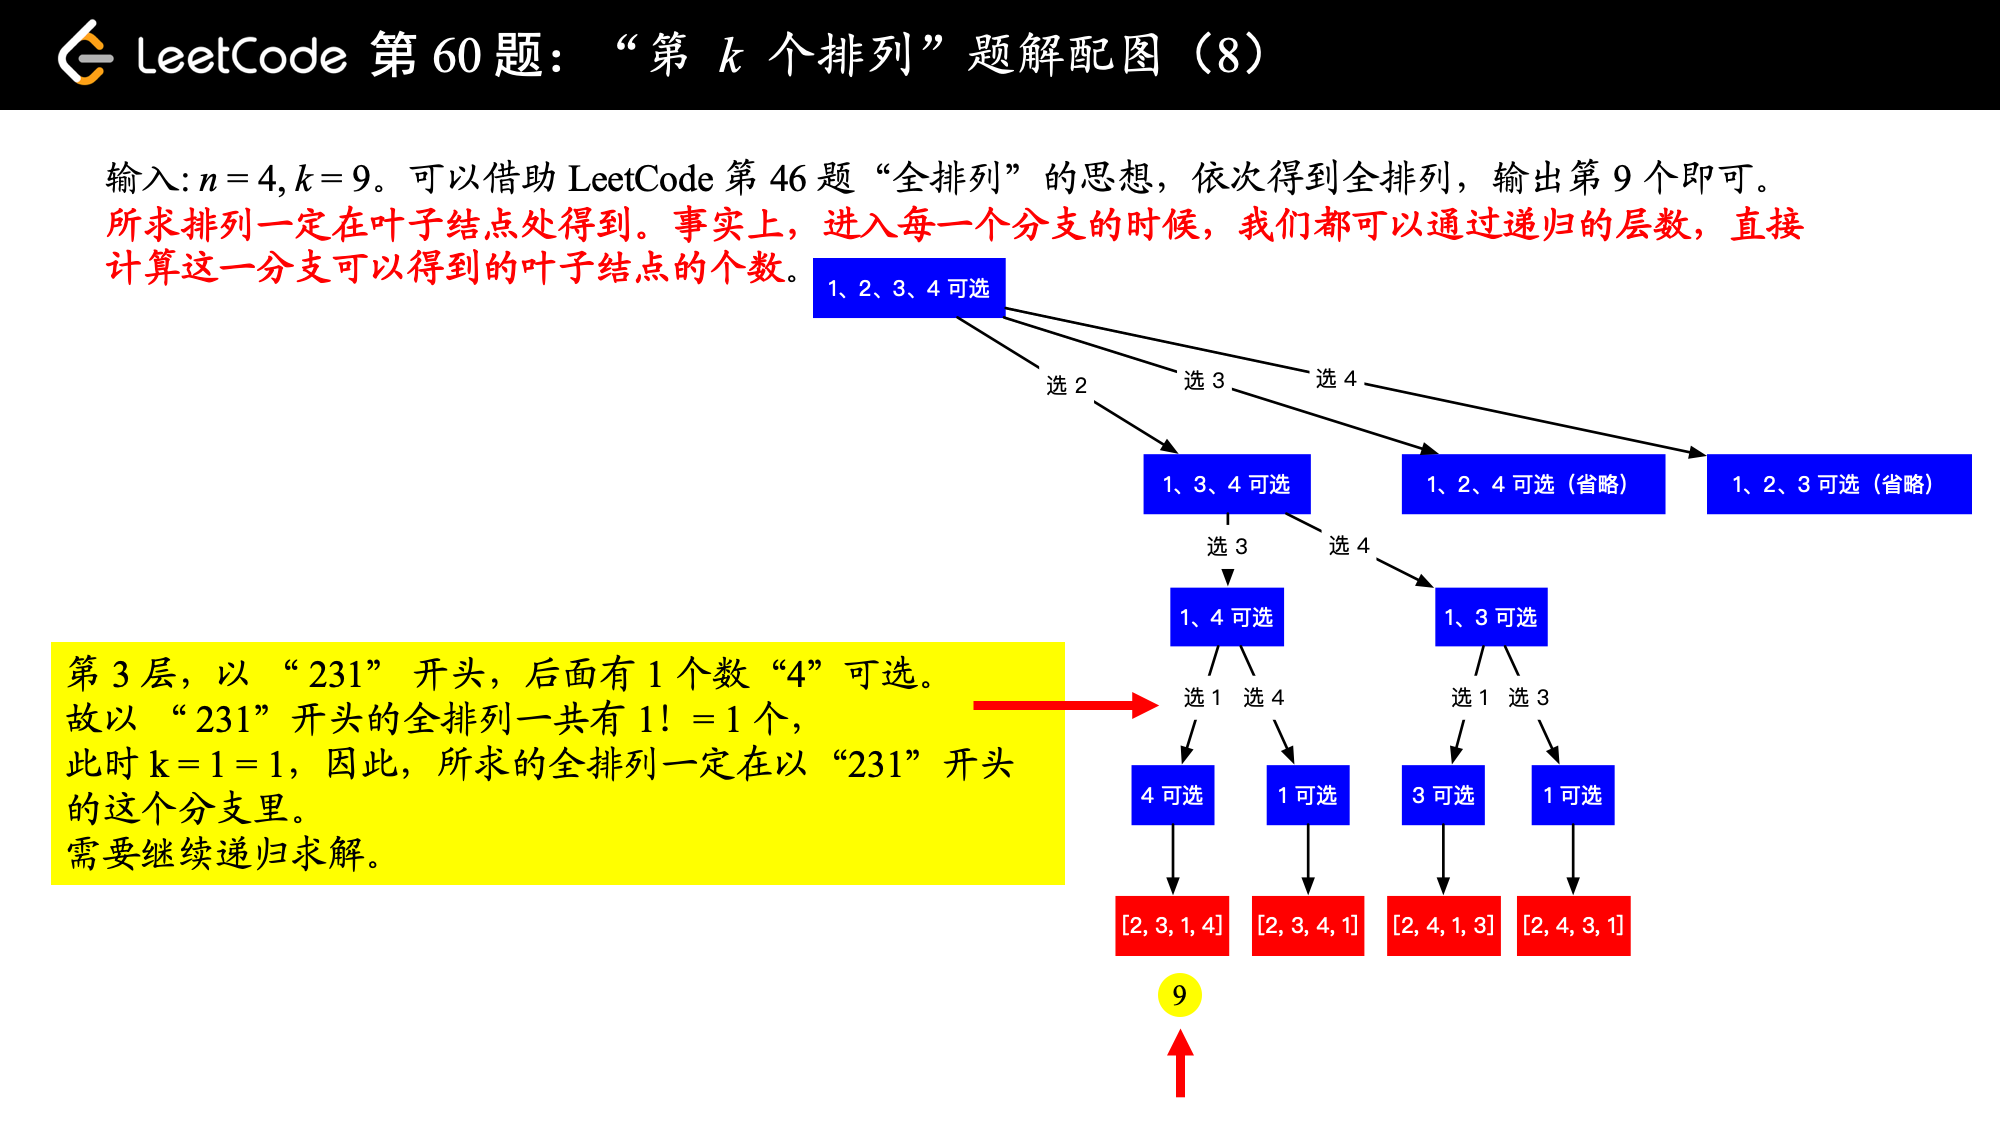 LeetCode 第 60 题：“第 k 个排列”题解配图（8）
输入: n = 4, k = 9。可以借助 LeetCode 第 46 题“全排列”的思想，依次得到全排列，输出第 9 个即可。
所求排列一定在叶子结点处得到。事实上，进入每一个分支的时候，我们都可以通过递归的层数，直接
计算这一分支可以得到的叶子结点的个数。
1、2、3、4 可选
选 2
选 3
选 4
1、3、4 可选
1、2、4 可选（省略）
1、2、3 可选（省略）
选 3
选 4
1、4 可选
1、3 可选
第 3 层，以 “ 231” 开头，后面有 1 个数“4”可选。
故以 “ 231”开头的全排列一共有 1！= 1 个，
此时 k = 1 = 1，因此，所求的全排列一定在以“231”开头
的这个分支里。
需要继续递归求解。
选 1
选 4
选 1
选 3
4 可选
1 可选
3 可选
1 可选
[2, 3, 1, 4]
[2, 3, 4, 1]
[2, 4, 1, 3]
[2, 4, 3, 1]
9